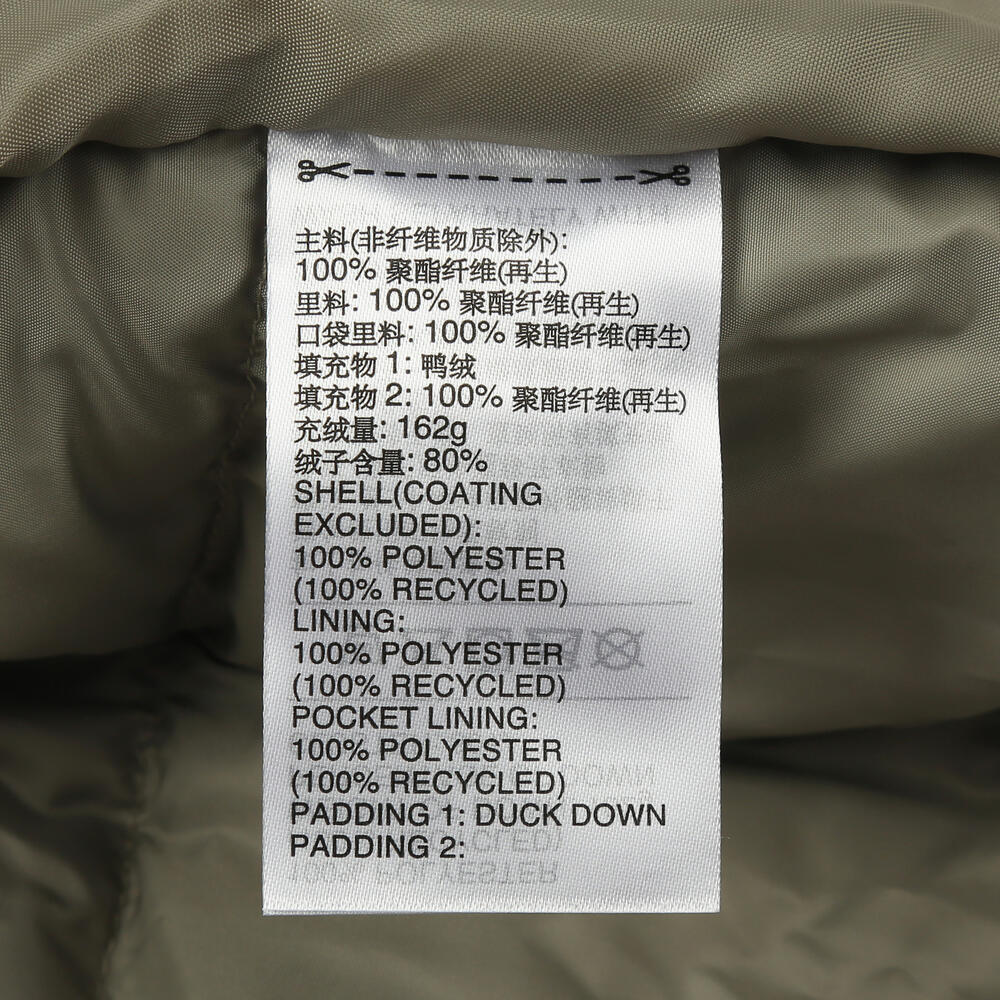 主料(非纤维物质除外):
100% 聚酯纤维(再生)
里料: 100% 聚酯纤维(再生)
口袋里料: 100% 聚酯纤维(再生)
填充物 1: 鸭绒
填充物 2: 100% 聚酯纤维(再生)
充绒量: 162g
绒子含量: 80%
SHELL(COATING
EXCLUDED):
100% POLYESTER
(100% RECYCLED)
LINING:
100% POLYESTER
(100% RECYCLED)
POCKET LINING:
100% POLYESTER
(100% RECYCLED)
PADDING 1: DUCK DOWN
PADDING 2: